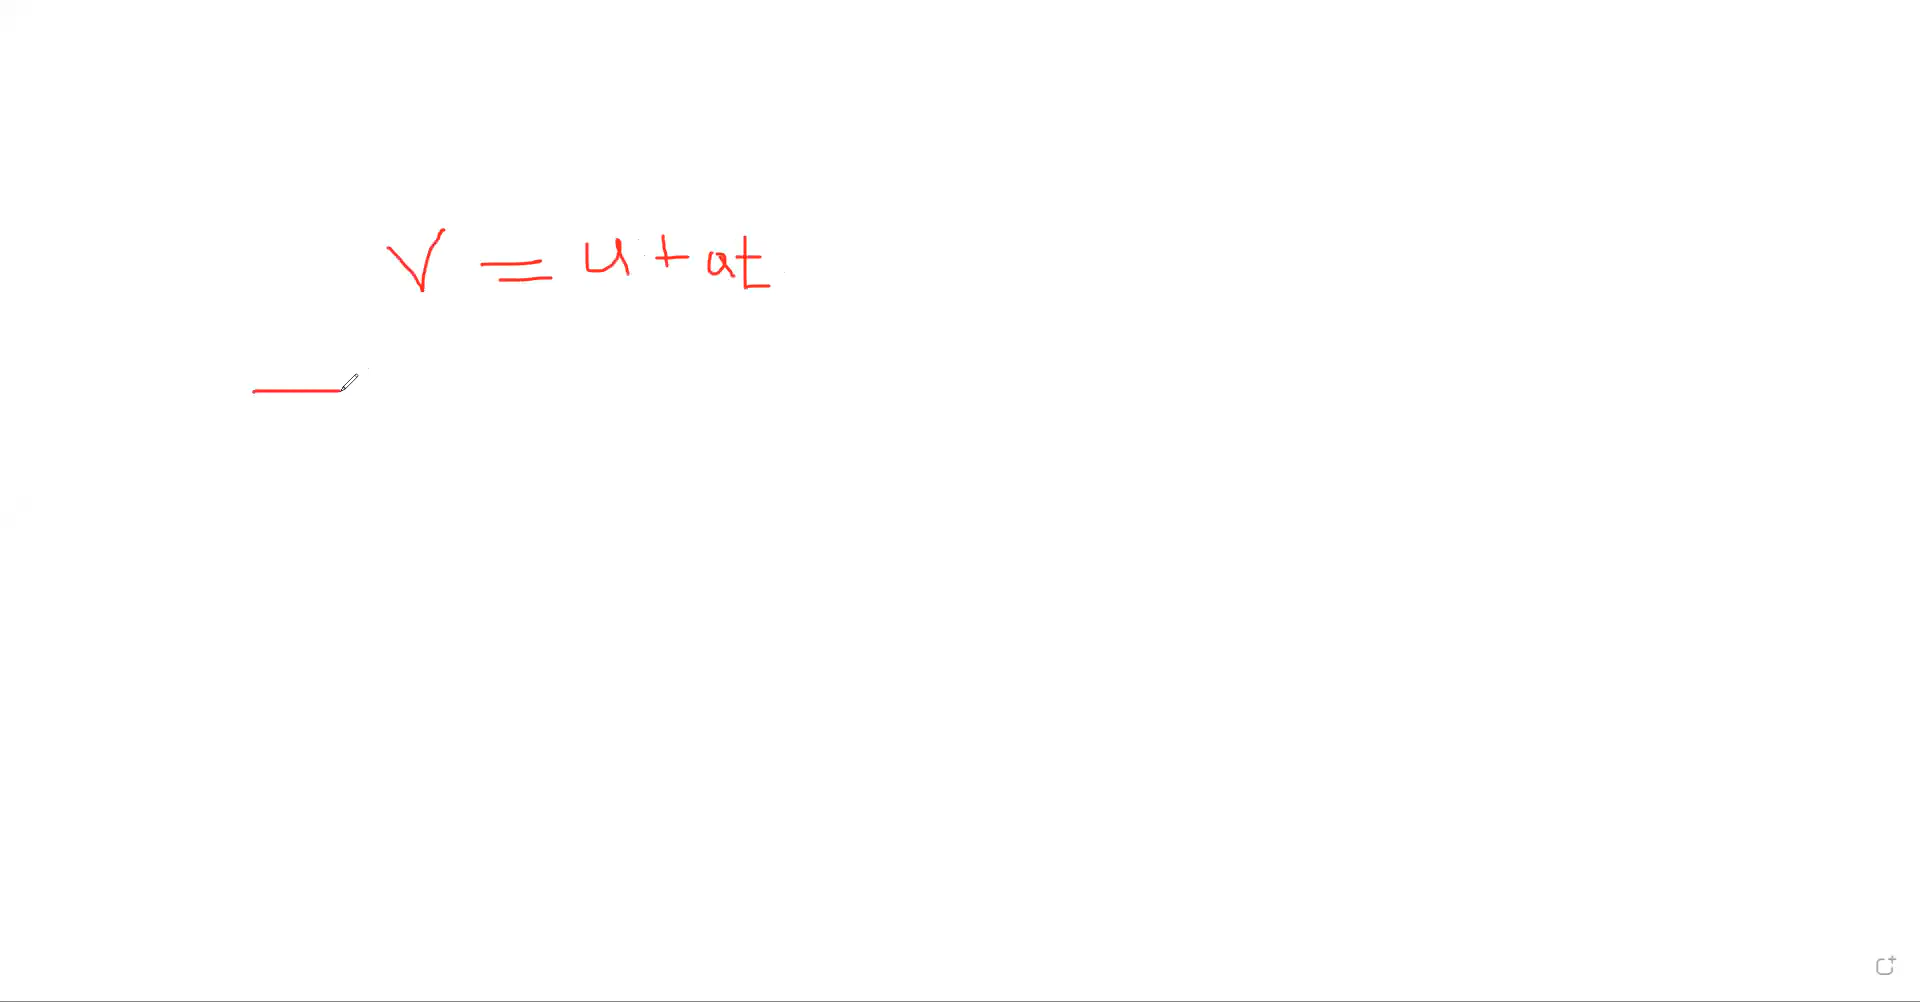 V = u + at